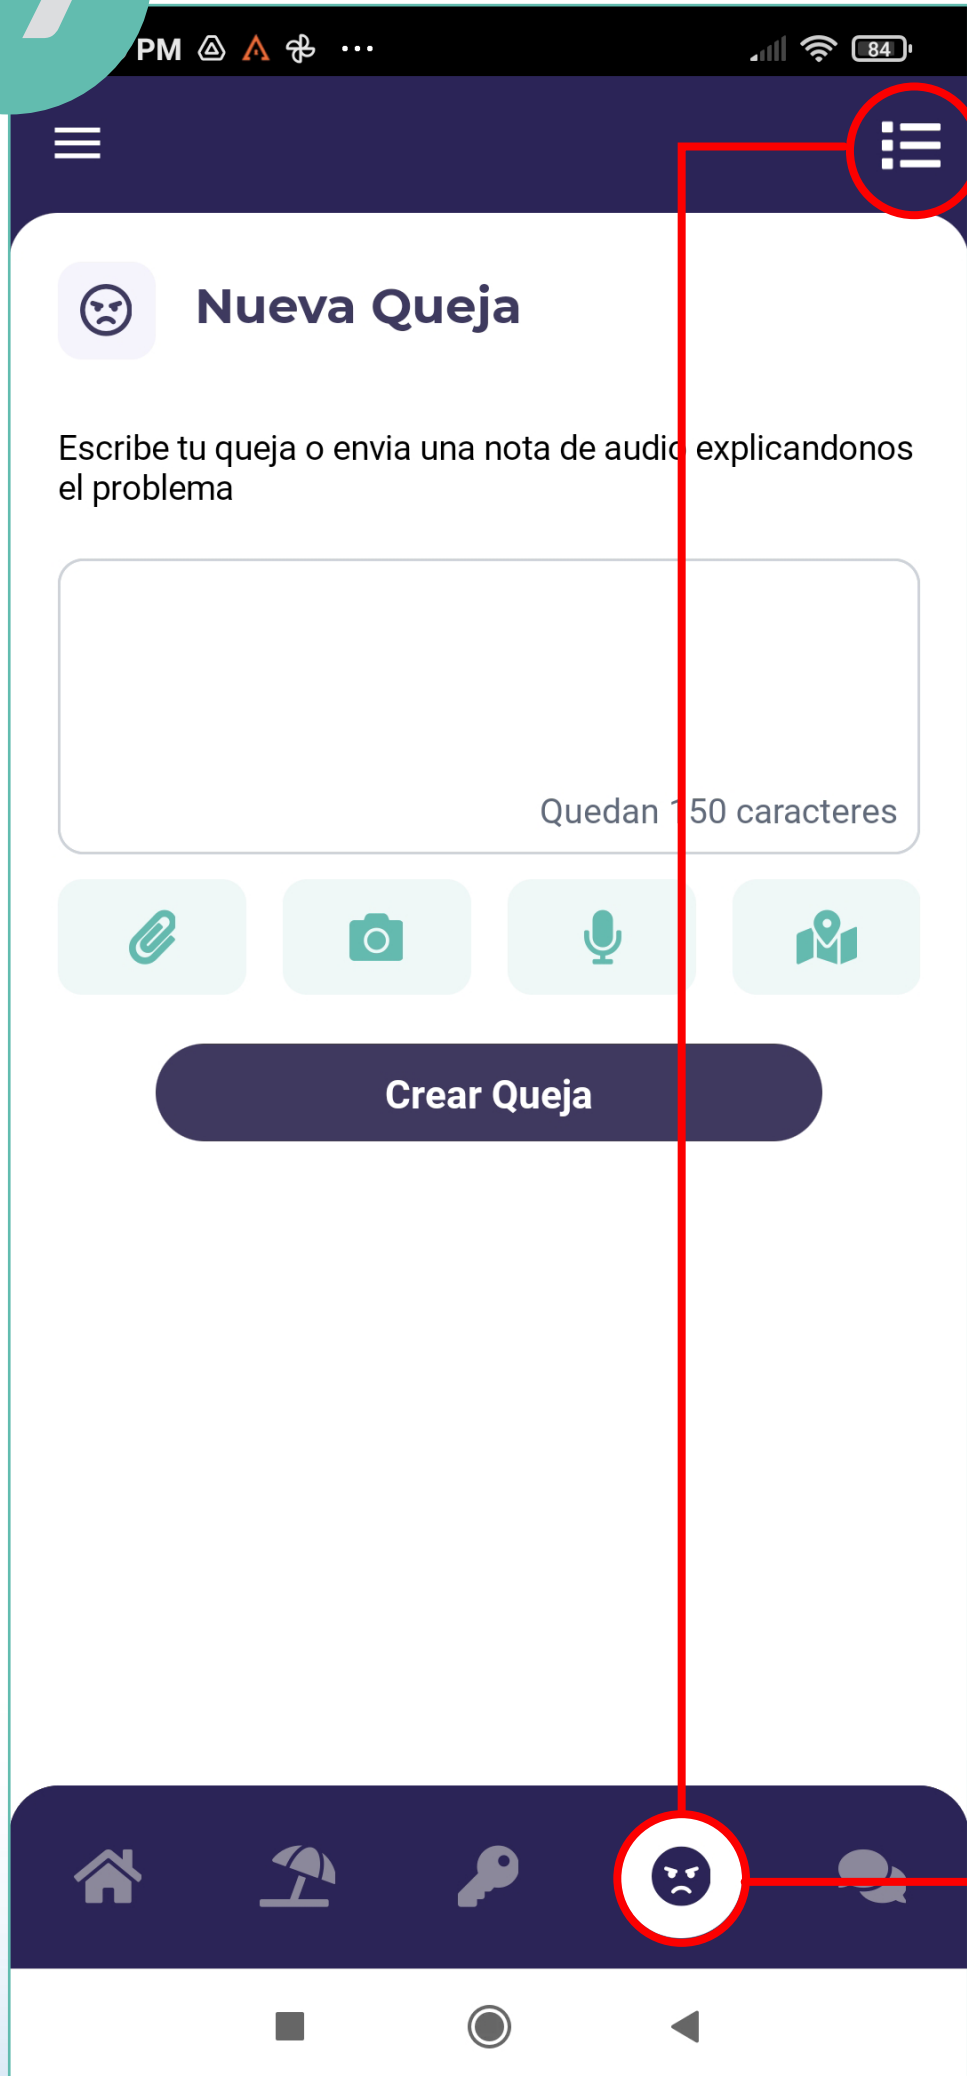 PM
84
Nueva Queja
Escribe tu queja o envia una nota de audio explicandonos
el problema
Quedan 150 caracteres
Crear Queja